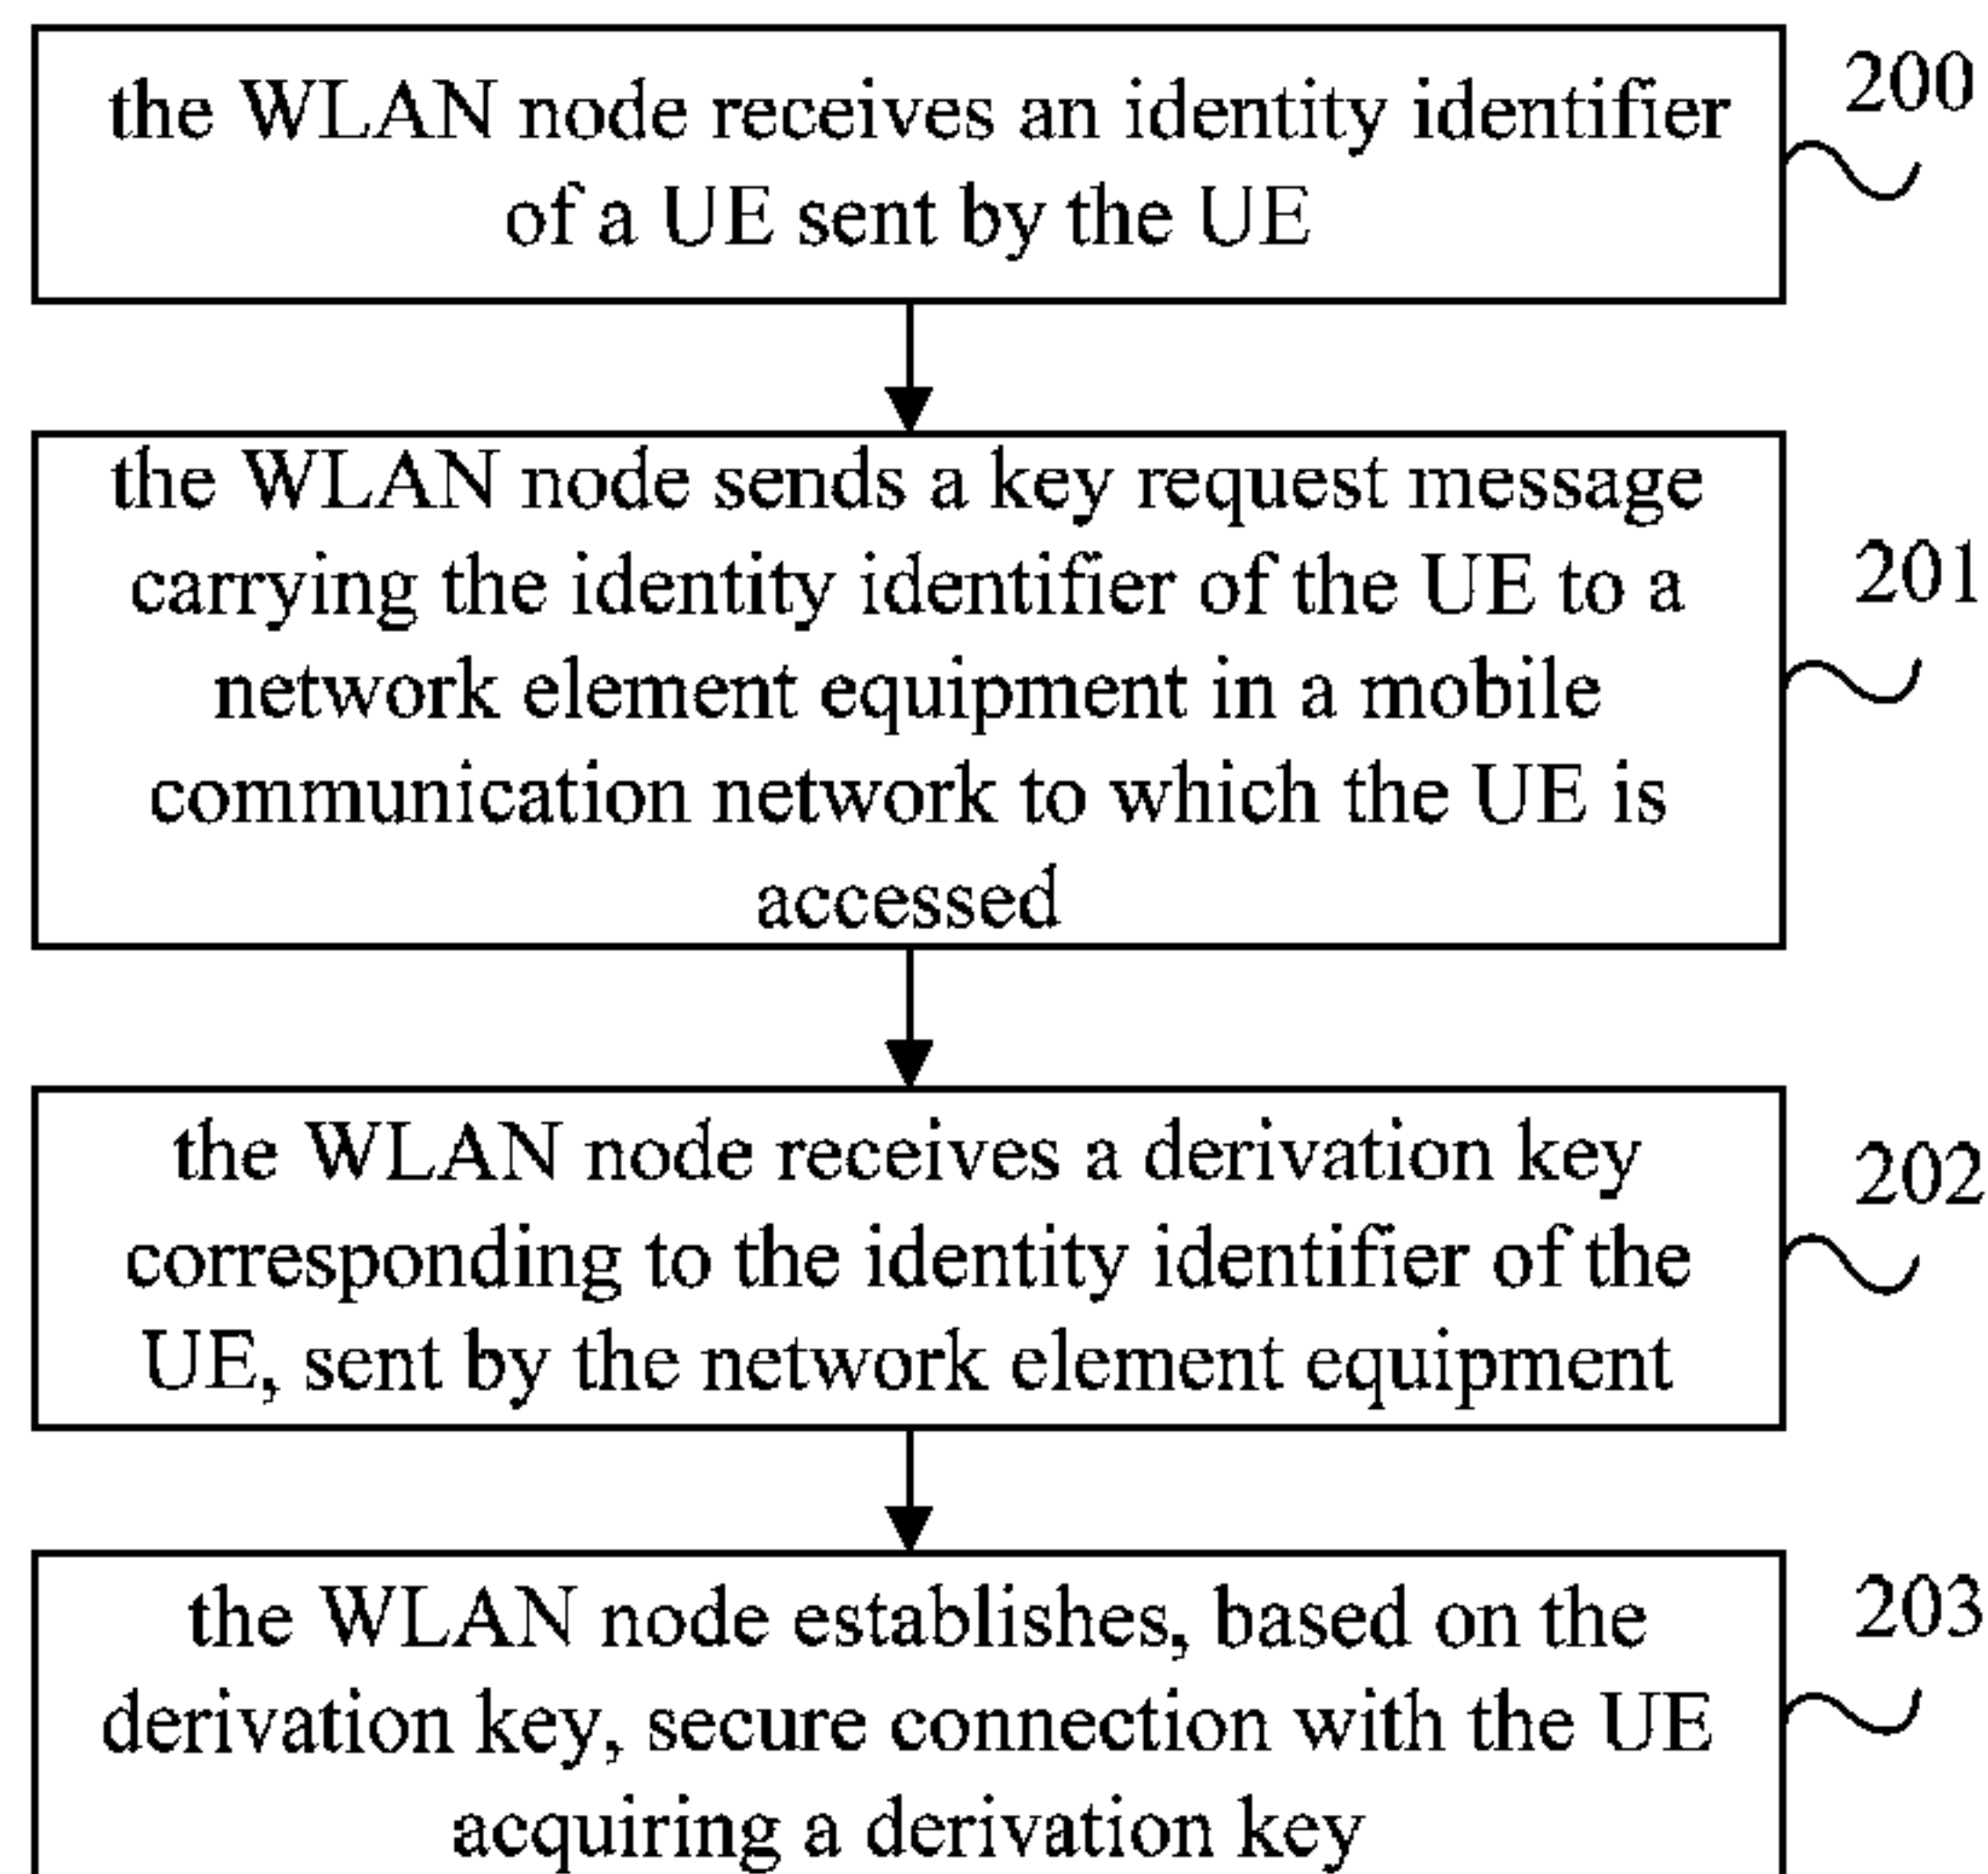 the WLAN node receives an identity identifier
of a UE sent by the UE
200
the WLAN node sends a key request message
carrying the identity identifier of the UE to a
network element equipment in a mobile
communication network to which the UE is
accessed
201
the WLAN node receives a derivation key
corresponding to the identity identifier of the
UE, sent by the network element equipment
202
the WLAN node establishes, based on the
derivation key, secure connection with the UE
acquiring a derivation key
203